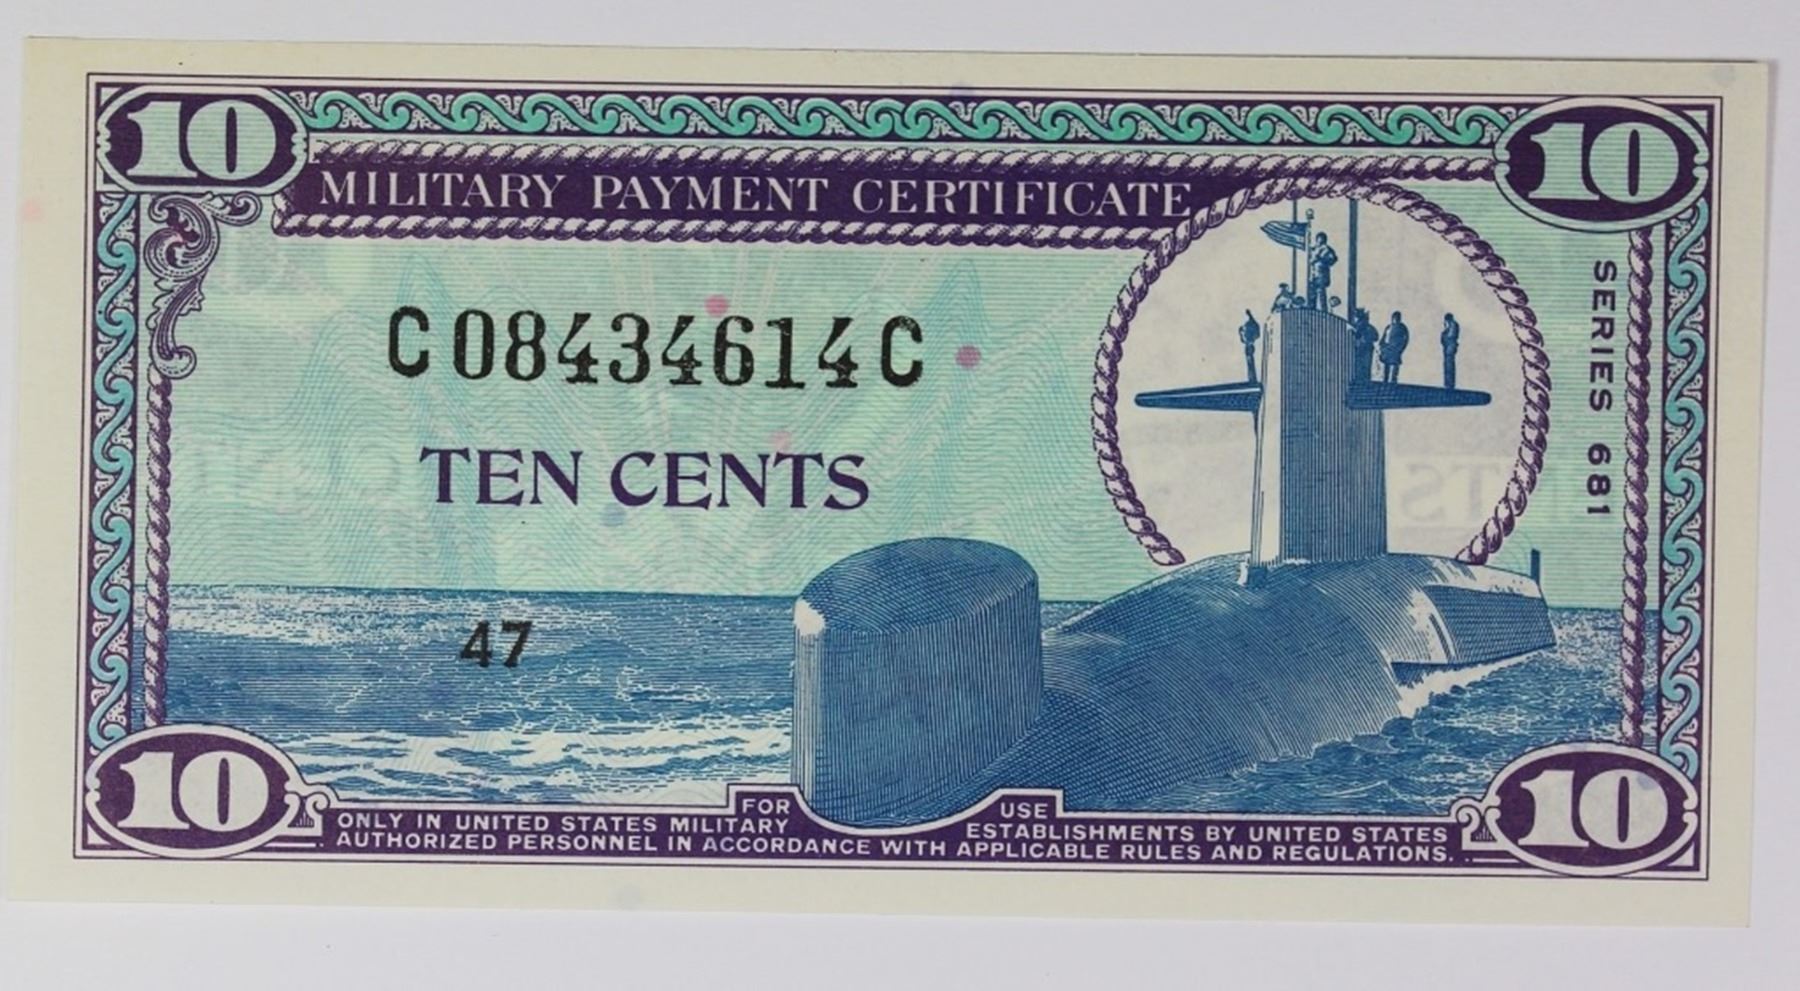 10 10
MILITARY PAYMENT CERTIFICATE
SERIES 681
C08434614C
TEN CENTS
47
10 10
FOR USE
ONLY IN UNITED STATES MILITARY ESTABLISHMENTS BY UNITED STATES
AUTHORIZED PERSONNEL IN ACCORDANCE WITH APPLICABLE RULES AND REGULATIONS.